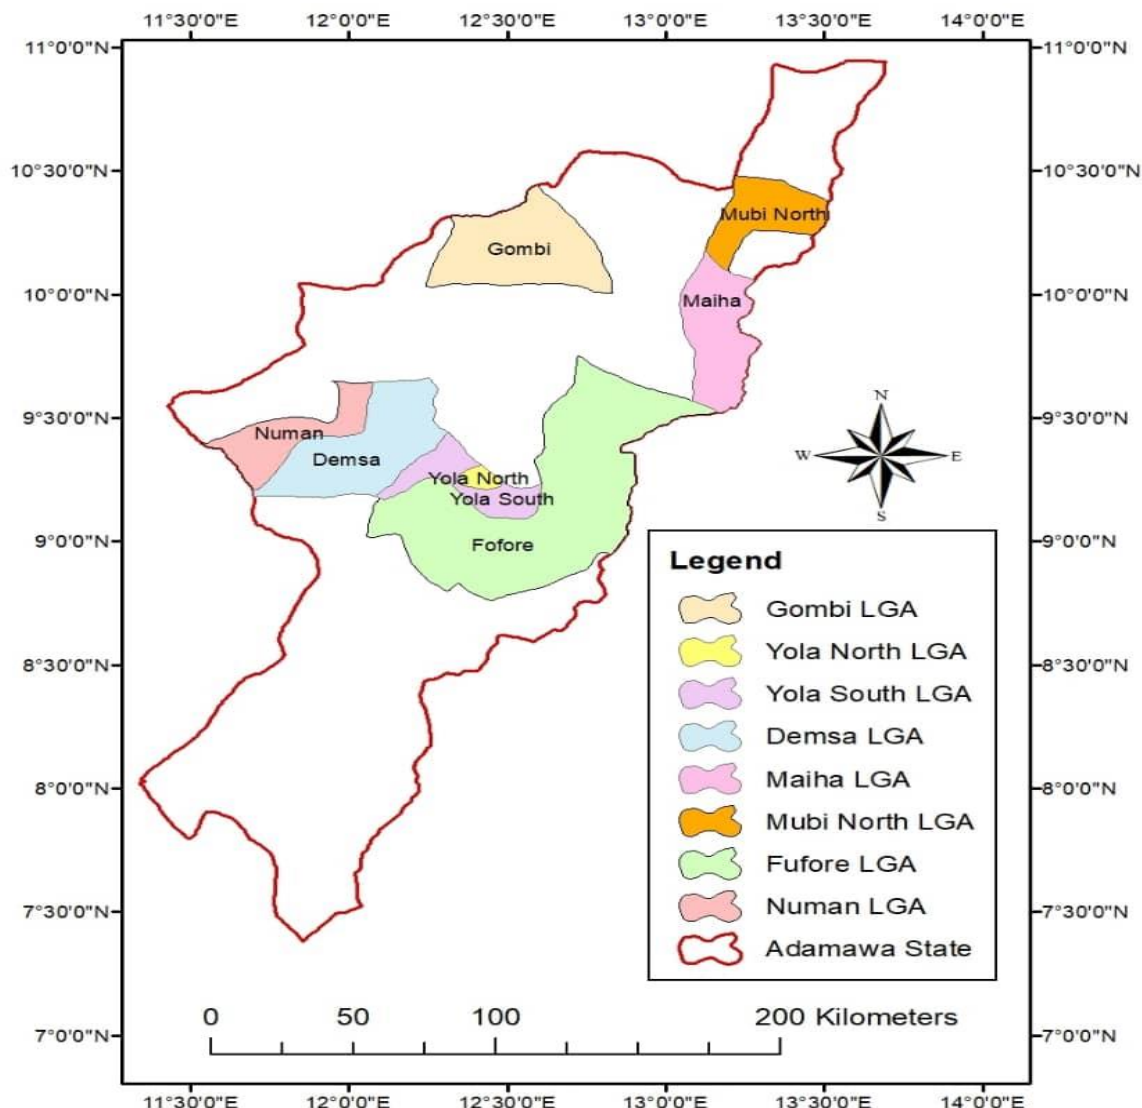 11°30'0"E 12°0'0"E 12°30'0"E 13°0'0"E 13°30'0"E 14°0'0"E
11°0'0"N 11°0'0"N
10°30'0"N 10°30'0"N
Mubi North
Gombi
10°0'0"N Maiha 10°0'0"N
N
9°30'0"N 9°30'0"N
Numan
Demsa W E
Yola North
Yola South
S
9°0'0"N Fofore 9°0'0"N
Legend
Gombi LGA
Yola North LGA
8°30'0"N 8°30'0"N
Yola South LGA
Demsa LGA
Maiha LGA
8°0'0"N 8°0'0"N
Mubi North LGA
Fufore LGA
Numan LGA
7°30'0"N 7°30'0"N
Adamawa State
0 50 100 200 Kilometers
7°0'0"N 7°0'0"N
11°30'0"E 12°0'0"E 12°30'0"E 13°0'0"E 13°30'0"E 14°0'0"E